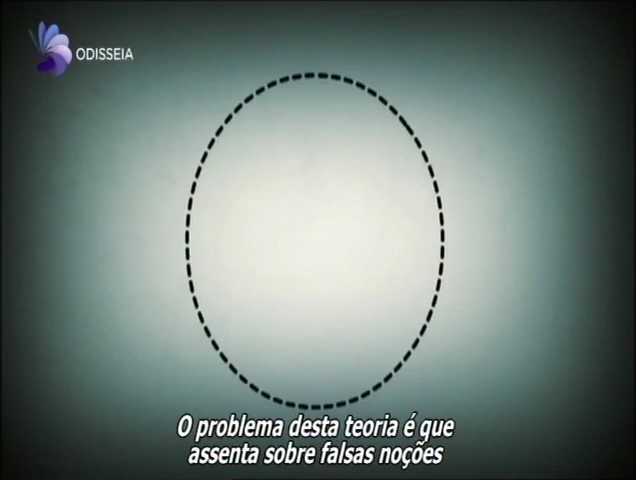 ODISSEIA
O problema desta teoria é que
assenta sobre falsas noções